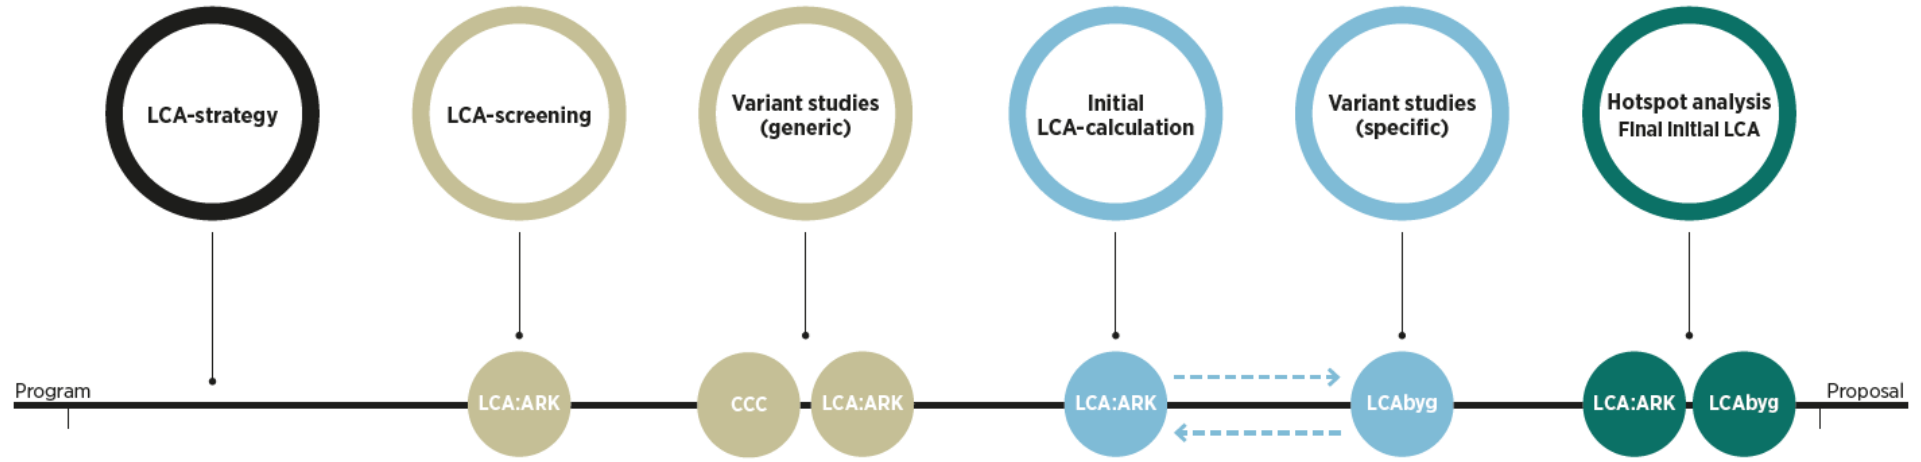 LCA-strategy
LCA-screening
Variant studies
(generic)
Initial
LCA-calculation
Variant studies
(specific)
Hotspot analysis
Final initial LCA
Program
LCA:ARK
CCC
LCA:ARK
LCA:ARK
LCAbyg
LCA:ARK
LCAbyg
Proposal